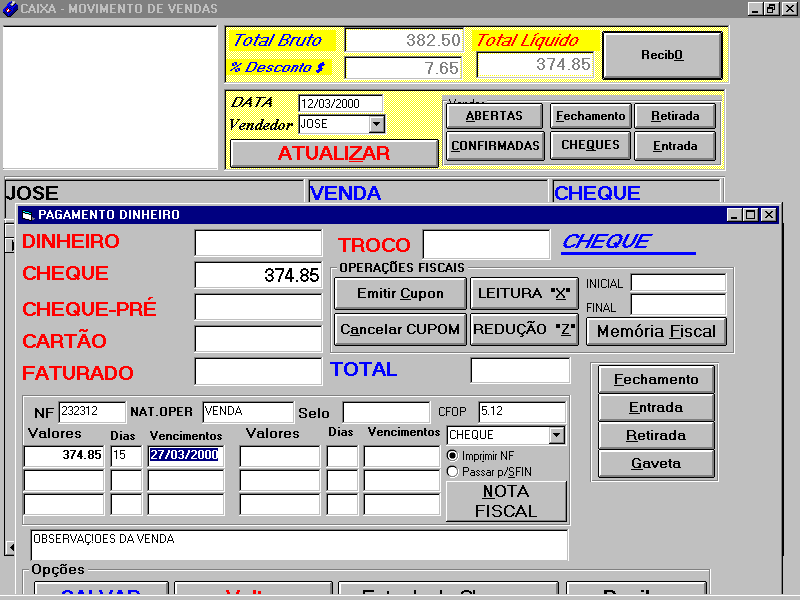 CAIXA - MOVIMENTO DE VENDAS
Total Bruto 382.50 Total Líquido
% Desconto $ 7.65 374.85 RecibO
DATA 12/03/2000
Vendedor JOSE
ATUALIZAR
ABERTAS Fechamento Retirada
CONFIRMADAS CHEQUES Entrada
JOSE VENDA CHEQUE
PAGAMENTO DINHEIRO
DINHEIRO TROCO CHEQUE
CHEQUE 374.85
CHEQUE-PRÉ
CARTÃO
FATURADO
OPERAÇÕES FISCAIS
Emitir Cupon LEITURA "X" INICIAL
Cancelar CUPOM REDUÇÃO "Z" FINAL
Memória Fiscal
TOTAL
Fechamento
Entrada
Retirada
Gaveta
NF 232312 NAT.OPER VENDA Selo CFOP 5.12
Valores Dias Vencimentos Valores Dias Vencimentos CHEQUE
374.85 15 27/03/2000
Imprimir NF
Passar p/SFIN
NOTA
FISCAL
OBSERVAÇIOES DA VENDA
Opções